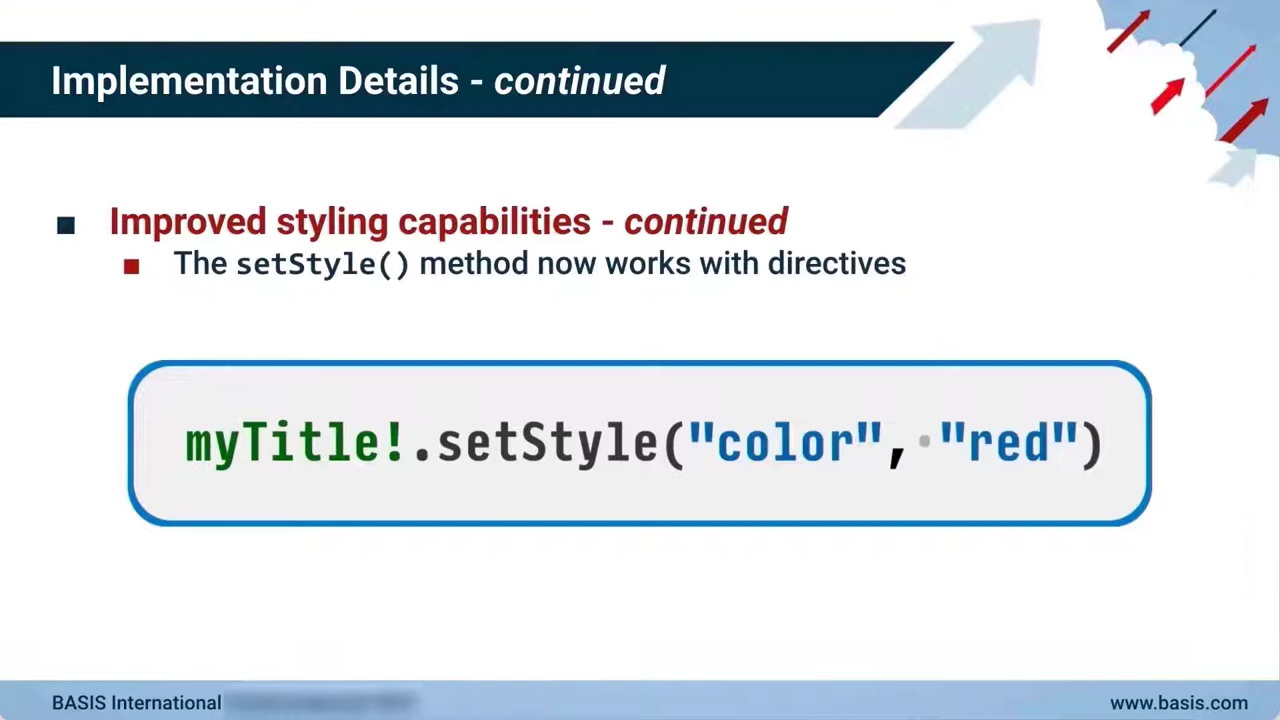 Implementation Details - continued
Improved styling capabilities - continued
The setStyle() method now works with directives
myTitle!.setStyle("color", "red")
BASIS International
www.basis.com